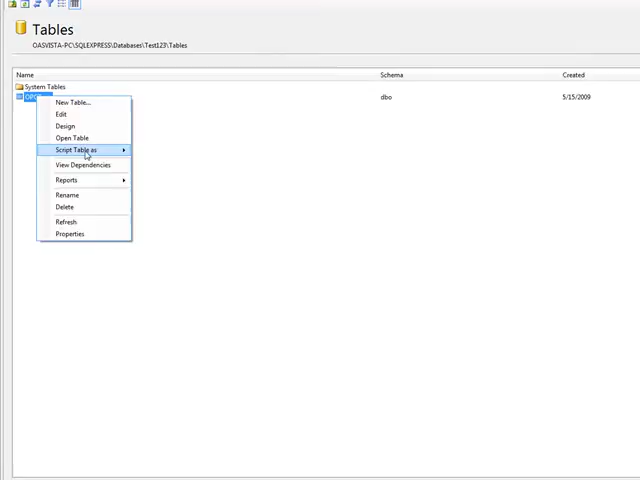 Tables
OASVISTA-PC\SQLEXPRESS\Databases\Test123\Tables
Name Schema Created
System Tables
dbo 5/15/2009
New Table...
Edit
Design
Open Table
Script Table as
View Dependencies
Reports
Rename
Delete
Refresh
Properties